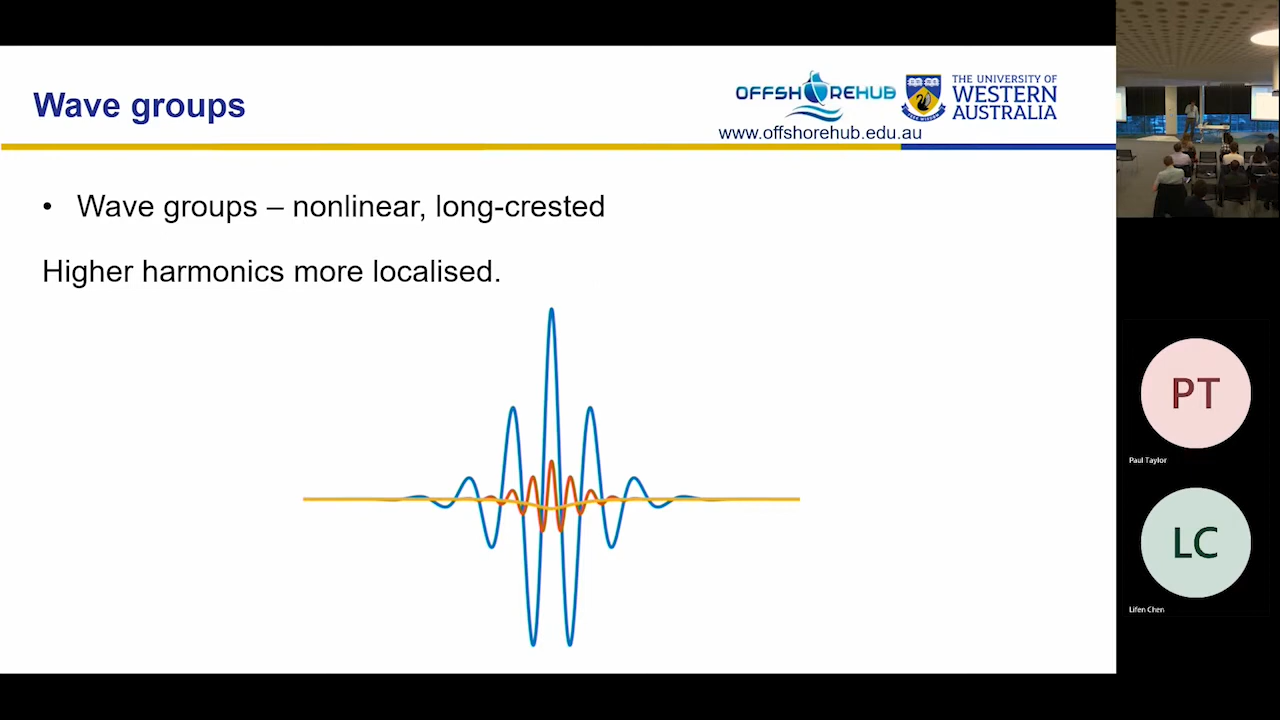 Wave groups
OFFSHOREHUB
www.offshorehub.edu.au
THE UNIVERSITY OF
WESTERN
AUSTRALIA
• Wave groups – nonlinear, long-crested
Higher harmonics more localised.
PT
Paul Taylor
LC
Lifen Chen